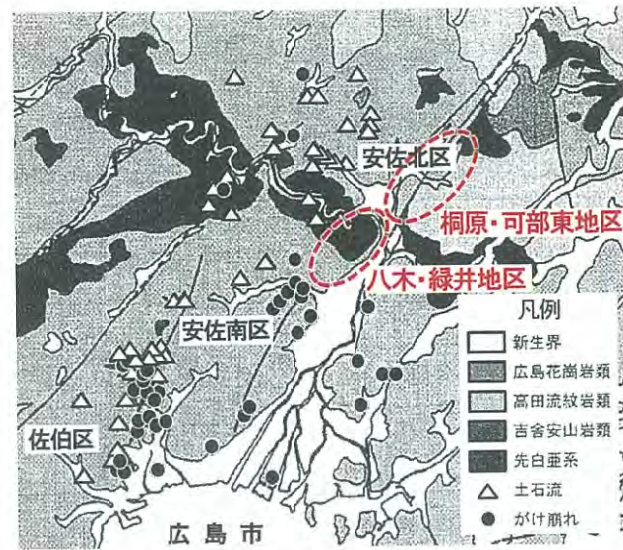 安佐北区
桐原・可部東地区
八木・緑井地区
安佐南区
佐伯区
広島市
凡例
新生界
広島花崗岩類
高田流紋岩類
吉舎安山岩類
先白亜系
土石流
がけ崩れ
7